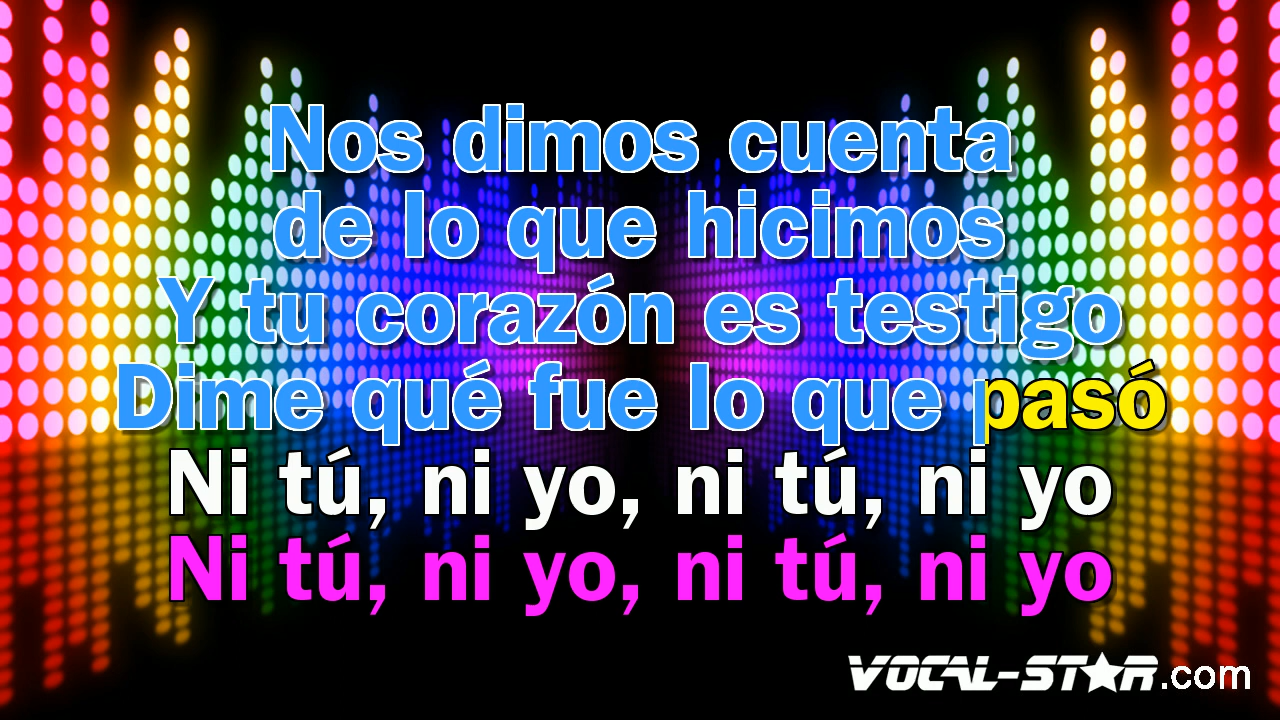 Nos dimos cuenta
de lo que hicimos
Y tu corazón es testigo
Dime qué fue lo que pasó
Ni tú, ni yo, ni tú, ni yo
Ni tú, ni yo, ni tú, ni yo
VOCAL-STAR.com